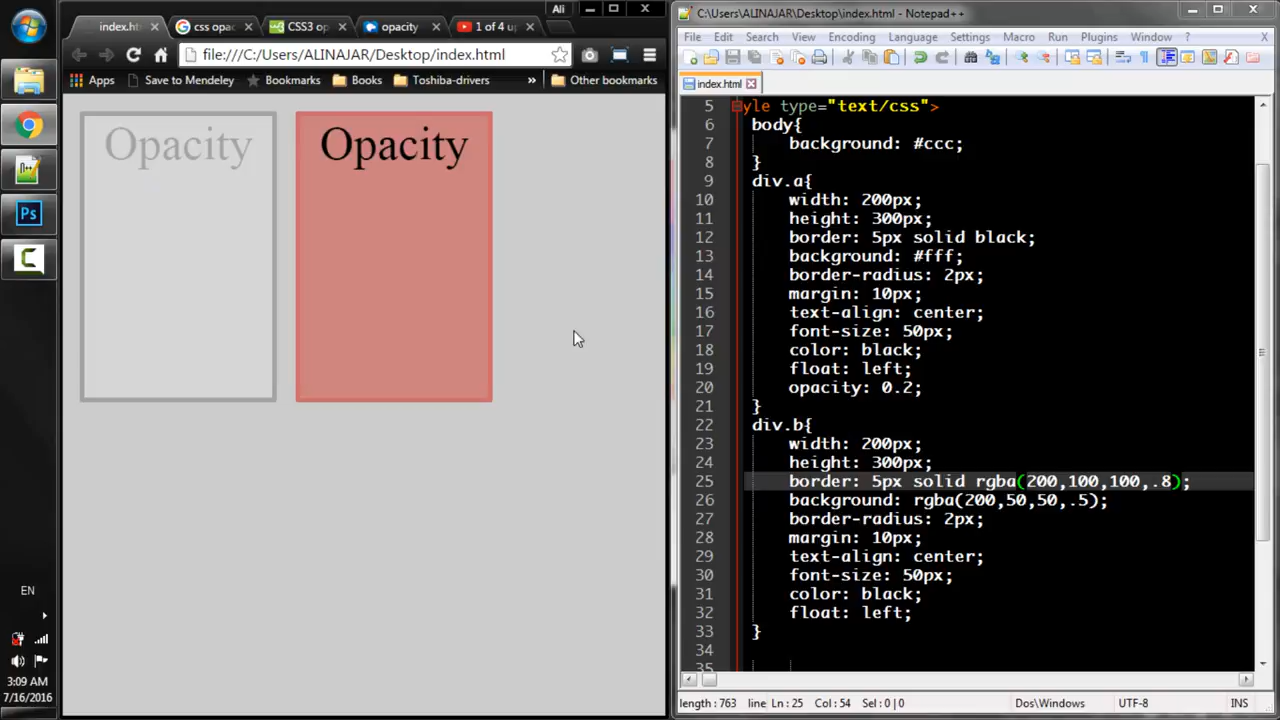 Ali
index.ht
css opac
CSS3 op
opacity
1 of 4 u
file:///C:/Users/ALINAJAR/Desktop/index.html
Apps
Save to Mendeley
Bookmarks
Books
Toshiba-drivers
»
Other bookmarks
Opacity
Opacity
C:\Users\ALINAJAR\Desktop\index.html - Notepad++
File Edit Search View Encoding Language Settings Macro Run Plugins Window ? X
index.html
5 yle type="text/css">
6 body{
7 background: #ccc;
8 }
9 div.a{
10 width: 200px;
11 height: 300px;
12 border: 5px solid black;
13 background: #fff;
14 border-radius: 2px;
15 margin: 10px;
16 text-align: center;
17 font-size: 50px;
18 color: black;
19 float: left;
20 opacity: 0.2;
21 }
22 div.b{
23 width: 200px;
24 height: 300px;
25 border: 5px solid rgba(200,100,100,.8);
26 background: rgba(200,50,50,.5);
27 border-radius: 2px;
28 margin: 10px;
29 text-align: center;
30 font-size: 50px;
31 color: black;
32 float: left;
33 }
34
35
length : 763 line Ln : 25 Col : 54 Sel : 0 | 0 Dos\Windows UTF-8 INS
Ps
EN
3:09 AM
7/16/2016